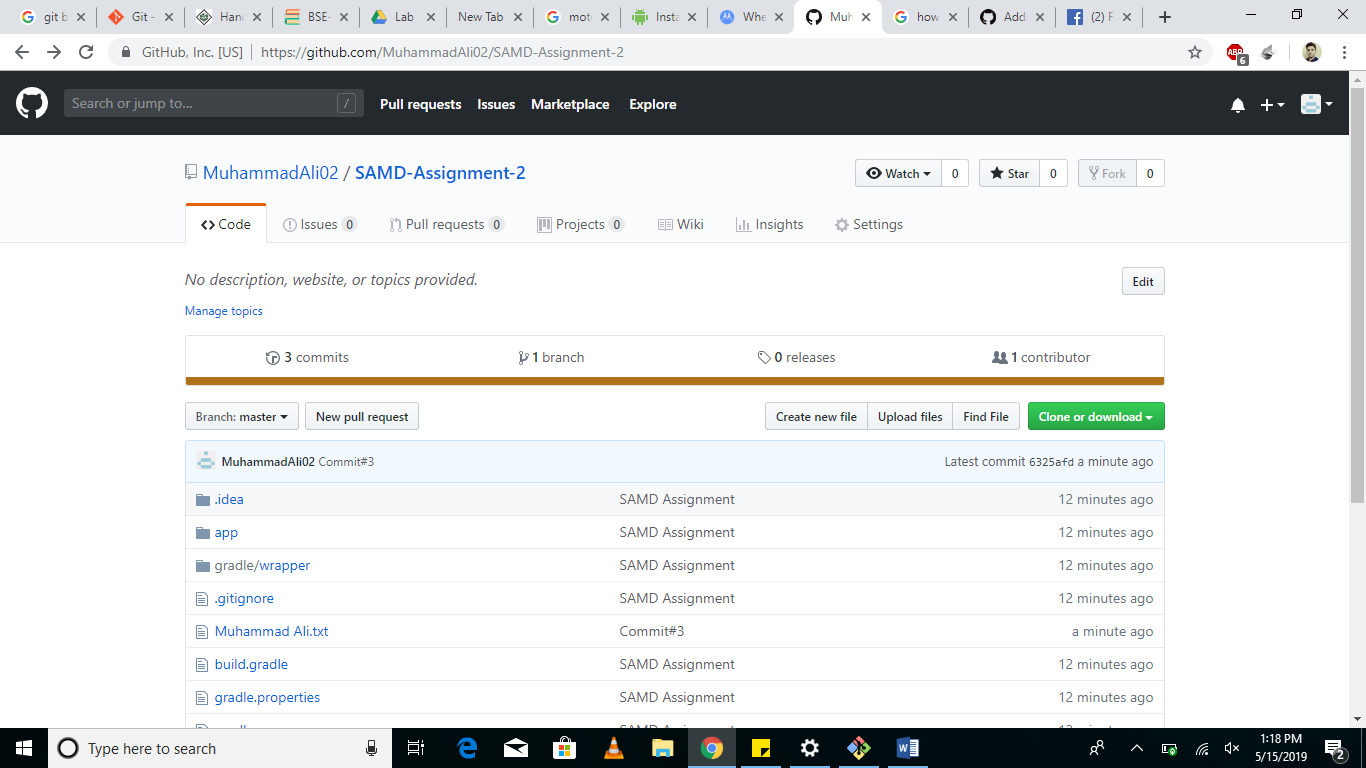 git b
Git -
Hand
BSE-
Lab
New Tab
mot
Insta
Whe
Muh
how
Add
(2) F
GitHub, Inc. [US] https://github.com/MuhammadAli02/SAMD-Assignment-2
ABP 6
Search or jump to... /
Pull requests Issues Marketplace Explore
MuhammadAli02 / SAMD-Assignment-2
Watch 0 Star 0 Fork 0
Code Issues 0 Pull requests 0 Projects 0 Wiki Insights Settings
No description, website, or topics provided. Edit
Manage topics
3 commits 1 branch 0 releases 1 contributor
Branch: master New pull request Create new file Upload files Find File Clone or download
MuhammadAli02 Commit#3 Latest commit 6325afd a minute ago
.idea SAMD Assignment 12 minutes ago
app SAMD Assignment 12 minutes ago
gradle/wrapper SAMD Assignment 12 minutes ago
.gitignore SAMD Assignment 12 minutes ago
Muhammad Ali.txt Commit#3 a minute ago
build.gradle SAMD Assignment 12 minutes ago
gradle.properties SAMD Assignment 12 minutes ago
Type here to search
1:18 PM
5/15/2019
2